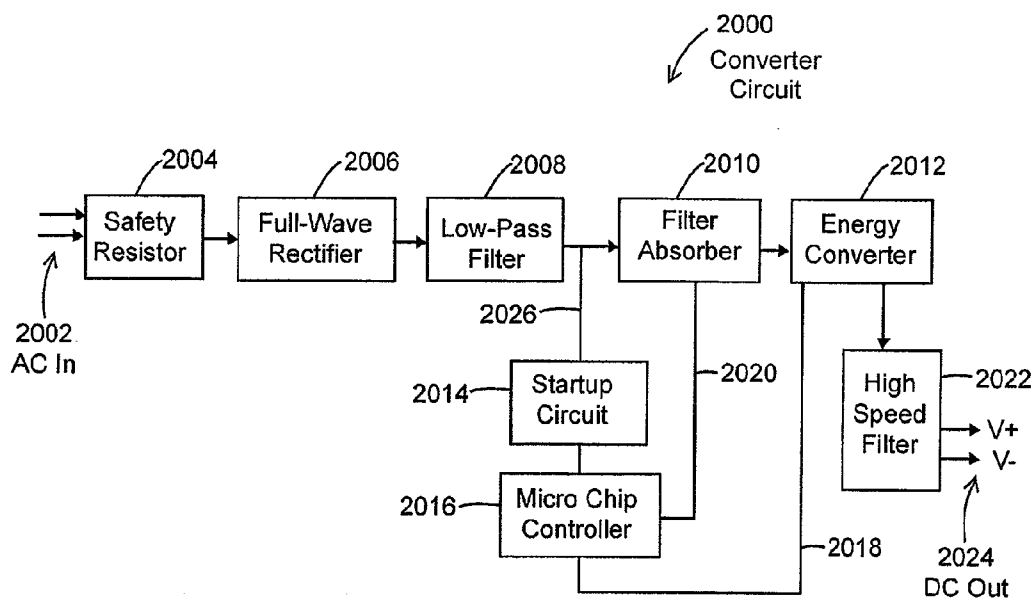 2000
Converter
Circuit
2004
2006
2008
2010
2012
Safety
Resistor
Full-Wave
Rectifier
Low-Pass
Filter
Filter
Absorber
Energy
Converter
2002
AC In
2026
2014
Startup
Circuit
2020
High
Speed
Filter
2022
V+
V-
2016
Micro Chip
Controller
2018
2024
DC Out